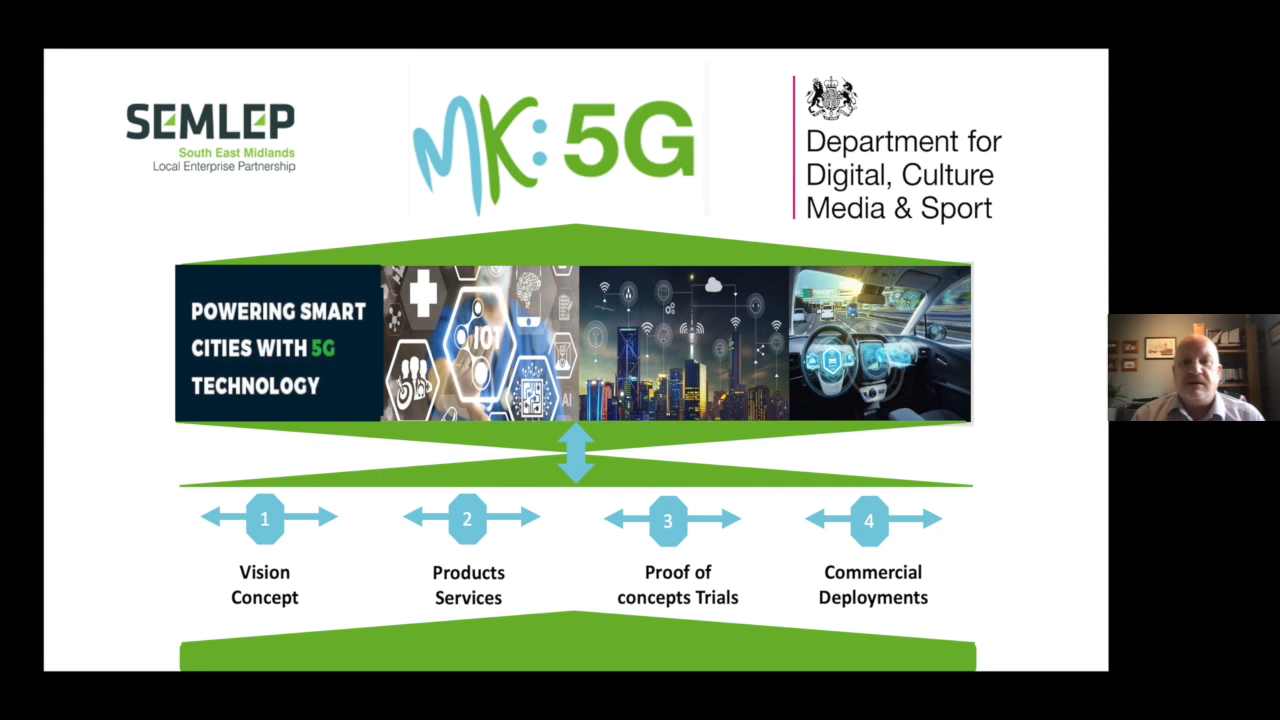 SEMLEP
South East Midlands
Local Enterprise Partnership
MK:5G
Department for
Digital, Culture
Media & Sport
POWERING SMART
CITIES WITH 5G
TECHNOLOGY
IOT
AI
1
2
3
4
Vision
Concept
Products
Services
Proof of
concepts Trials
Commercial
Deployments